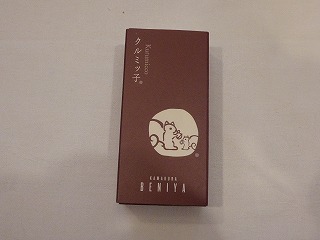 Kurumicco
クルミッ子®
®
KAMAKURA
BENIYA